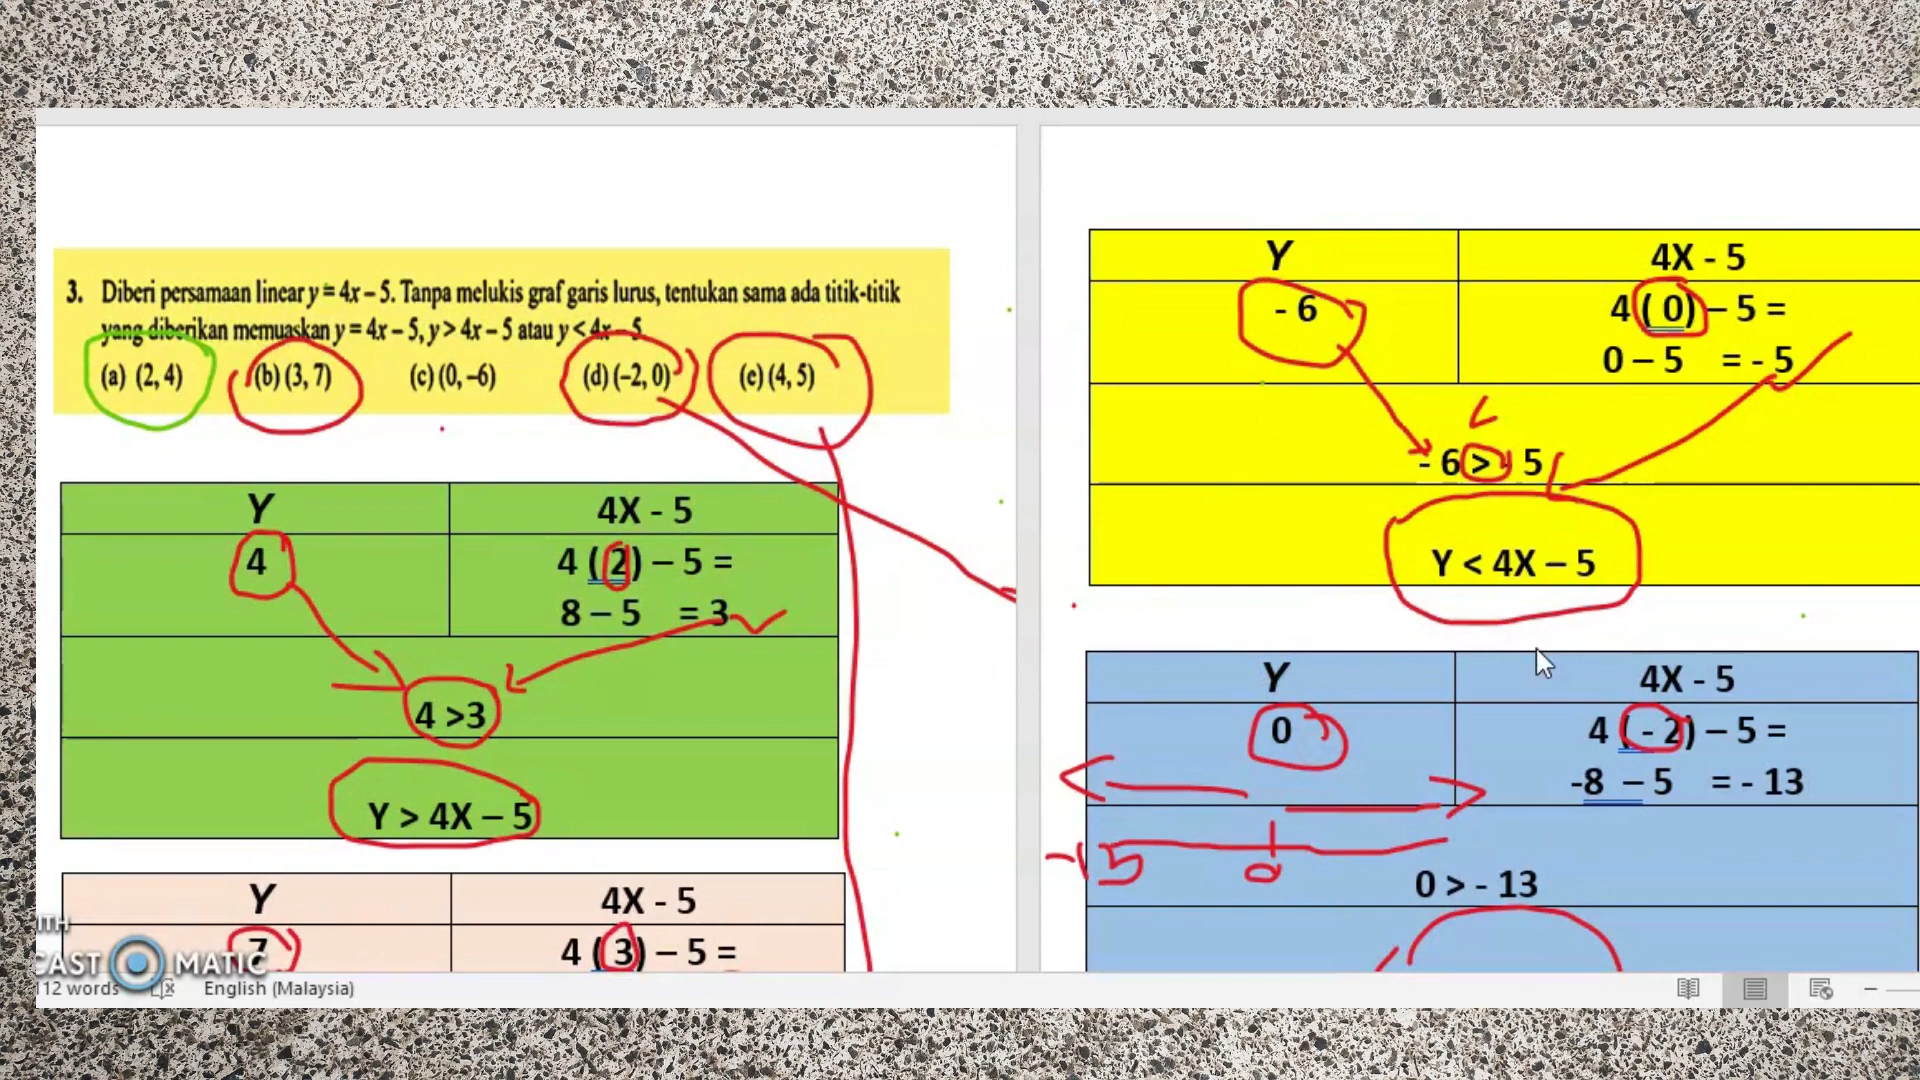 3. Diberi persamaan linear y = 4x – 5. Tanpa melukis graf garis lurus, tentukan sama ada titik-titik
yang diberikan memuaskan y = 4x – 5, y > 4x – 5 atau y < 4x – 5.
(a) (2, 4) (b) (3, 7) (c) (0, –6) (d) (–2, 0) (e) (4, 5)
Y 4X - 5
4 4 ( 2) – 5 =
8 – 5 = 3
4 >3
Y > 4X – 5
Y 4X - 5
7 4 ( 3) – 5 =
Y 4X - 5
- 6 4 ( 0) – 5 =
0 – 5 = - 5
<
- 6 > - 5
Y < 4X – 5
Y 4X - 5
0 4 ( - 2) – 5 =
-8 – 5 = - 13
-15 0
0 > - 13
ITH
CAST MATIC
112 words English (Malaysia)